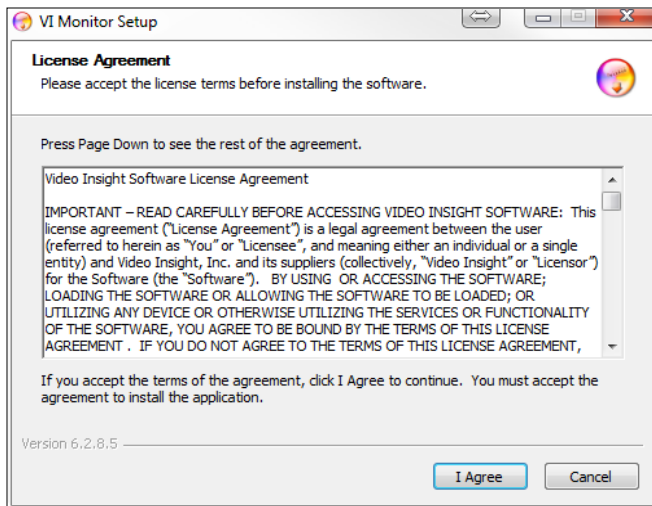 VI Monitor Setup
License Agreement
Please accept the license terms before installing the software.
Press Page Down to see the rest of the agreement.
Video Insight Software License Agreement
IMPORTANT – READ CAREFULLY BEFORE ACCESSING VIDEO INSIGHT SOFTWARE:  This
license agreement ("License Agreement") is a legal agreement between the user
(referred to herein as "You" or "Licensee", and meaning either an individual or a single
entity) and Video Insight, Inc. and its suppliers (collectively, "Video Insight" or "Licensor")
for the Software (the "Software").   BY USING  OR ACCESSING THE SOFTWARE;
LOADING THE SOFTWARE OR ALLOWING THE SOFTWARE TO BE LOADED; OR
UTILIZING ANY DEVICE OR OTHERWISE UTILIZING THE SERVICES OR FUNCTIONALITY
OF THE SOFTWARE, YOU AGREE TO BE BOUND BY THE TERMS OF THIS LICENSE
AGREEMENT .  IF YOU DO NOT AGREE TO THE TERMS OF THIS LICENSE AGREEMENT,
If you accept the terms of the agreement, click I Agree to continue.  You must accept the
agreement to install the application.
Version 6.2.8.5
I Agree
Cancel